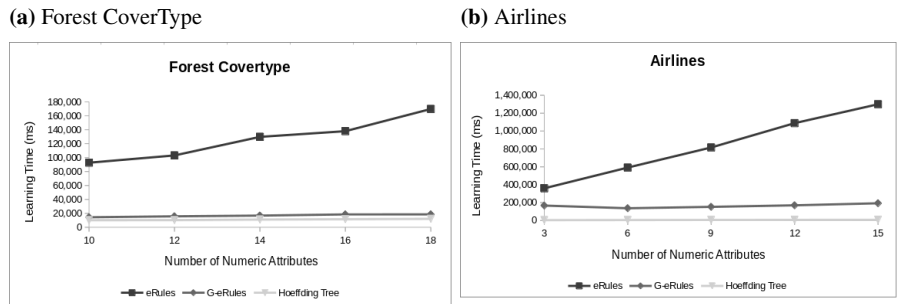 (a) Forest CoverType
Forest Covertype
180,000
160,000
140,000
120,000
100,000
80,000
60,000
40,000
20,000
0
Learning Time (ms)
10 12 14 16 18
Number of Numeric Attributes
eRules G-eRules Hoeffding Tree
(b) Airlines
Airlines
1,400,000
1,200,000
1,000,000
800,000
600,000
400,000
200,000
0
Learning Time (ms)
3 6 9 12 15
Number of Numeric Attributes
eRules G-eRules Hoeffding Tree